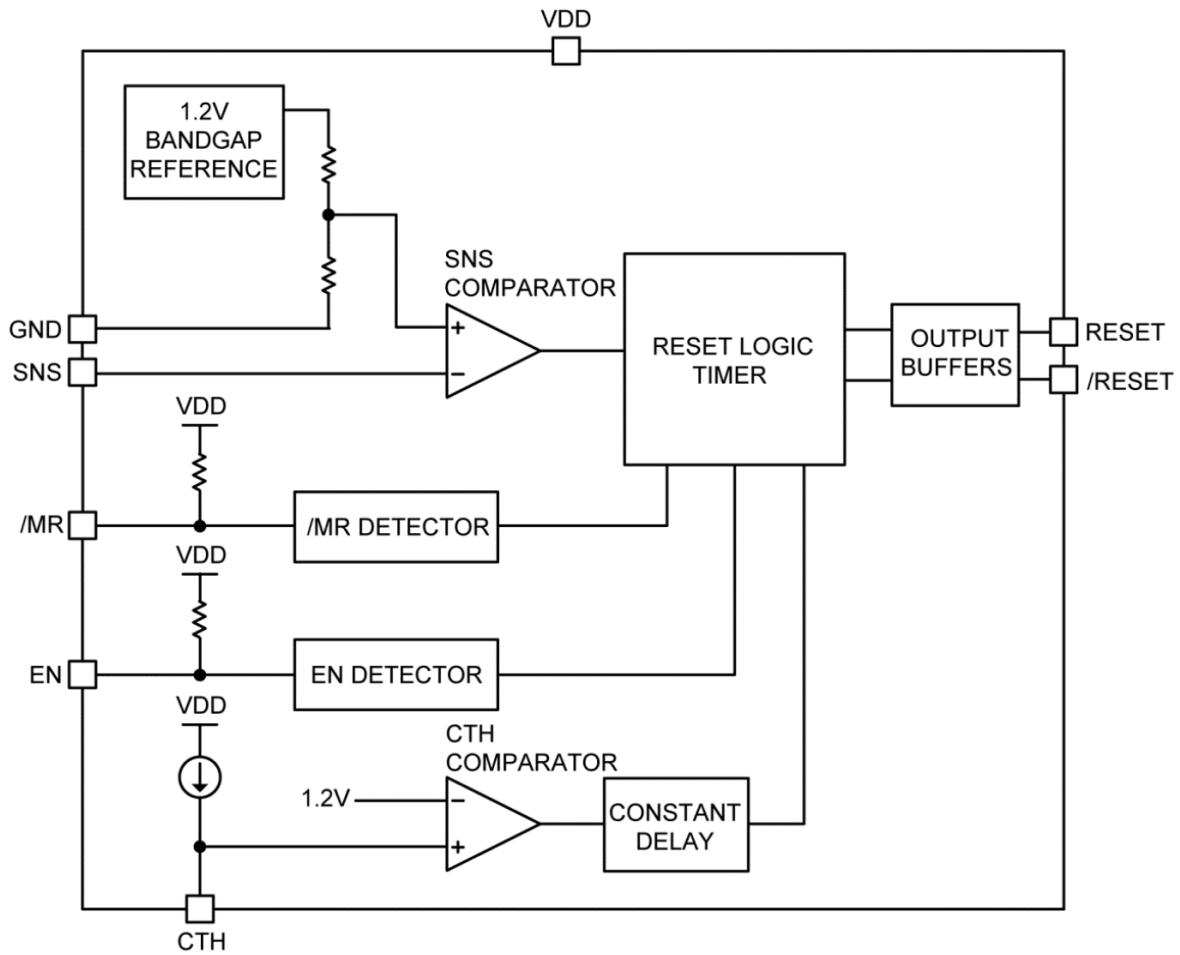 VDD
1.2V
BANDGAP
REFERENCE
SNS
COMPARATOR
+
−
GND
SNS
RESET LOGIC
TIMER
OUTPUT
BUFFERS
RESET
/RESET
VDD
/MR
/MR DETECTOR
VDD
EN
EN DETECTOR
VDD
CTH
COMPARATOR
1.2V
−
+
CONSTANT
DELAY
CTH